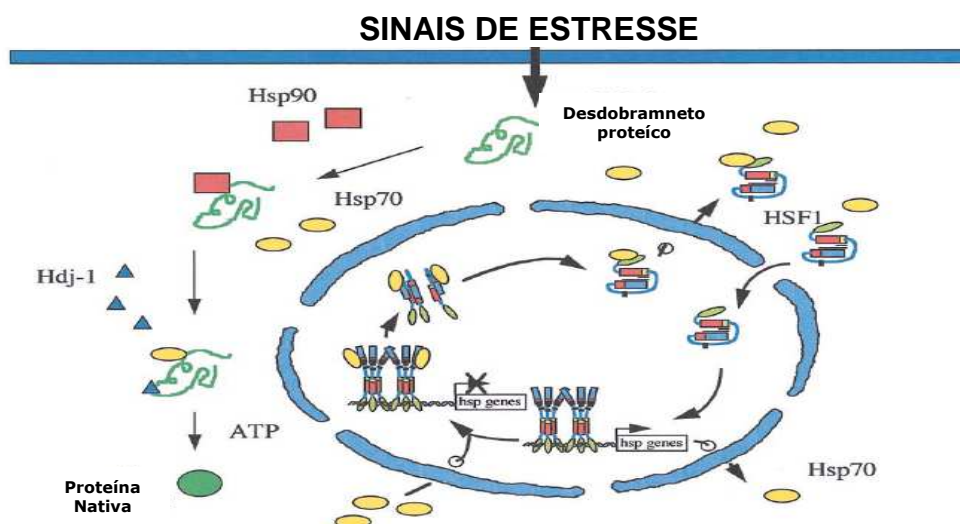 SINAIS DE ESTRESSE
Hsp90
Desdobramneto
proteíco
Hsp70
HSF1
Hdj-1
hsp genes
hsp genes
ATP
Hsp70
Proteína
Nativa